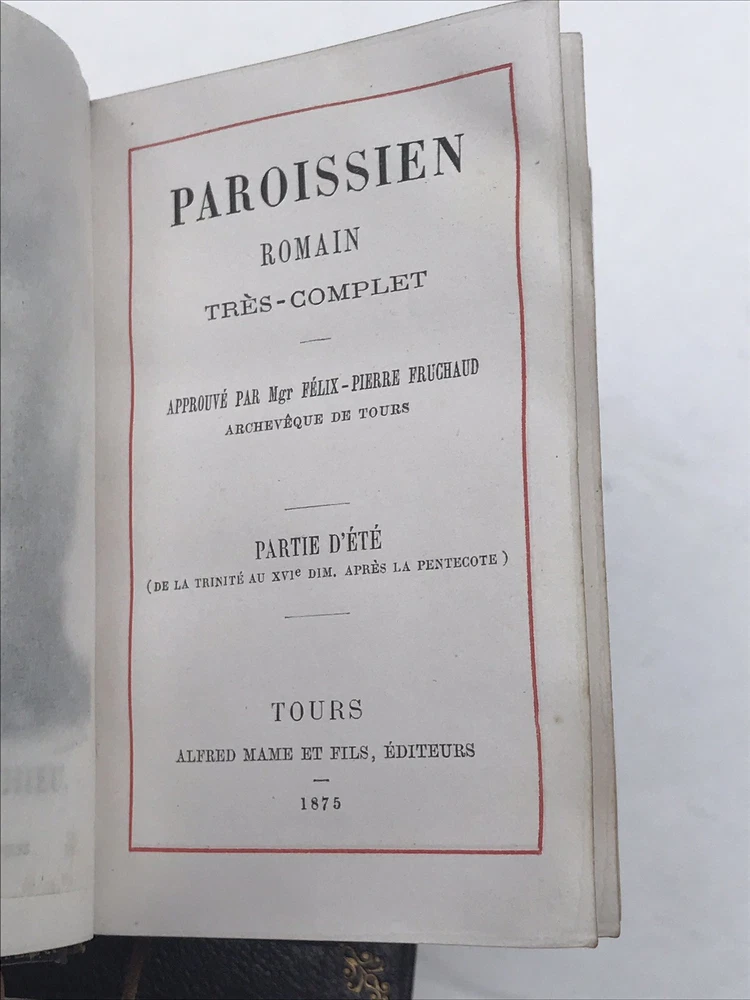 PAROISSIEN
ROMAIN
TRÈS-COMPLET
APPROUVÉ PAR Mgr FÉLIX-PIERRE FRUCHAUD
ARCHEVÊQUE DE TOURS
PARTIE D'ÉTÉ
(DE LA TRINITÉ AU XVIe DIM. APRÈS LA PENTECOTE)
TOURS
ALFRED MAME ET FILS, ÉDITEURS
1875